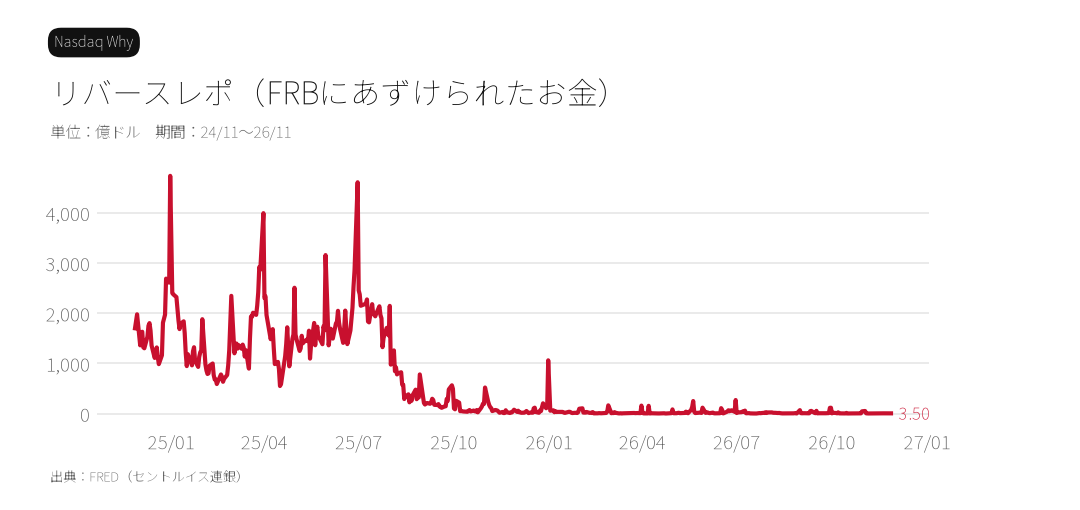 Nasdaq Why
リバースレポ（FRBにあずけられたお金）
単位：億ドル　期間：24/11〜26/11
4,000
3,000
2,000
1,000
0
3.50
25/01 25/04 25/07 25/10 26/01 26/04 26/07 26/10 27/01
出典：FRED（セントルイス連銀）